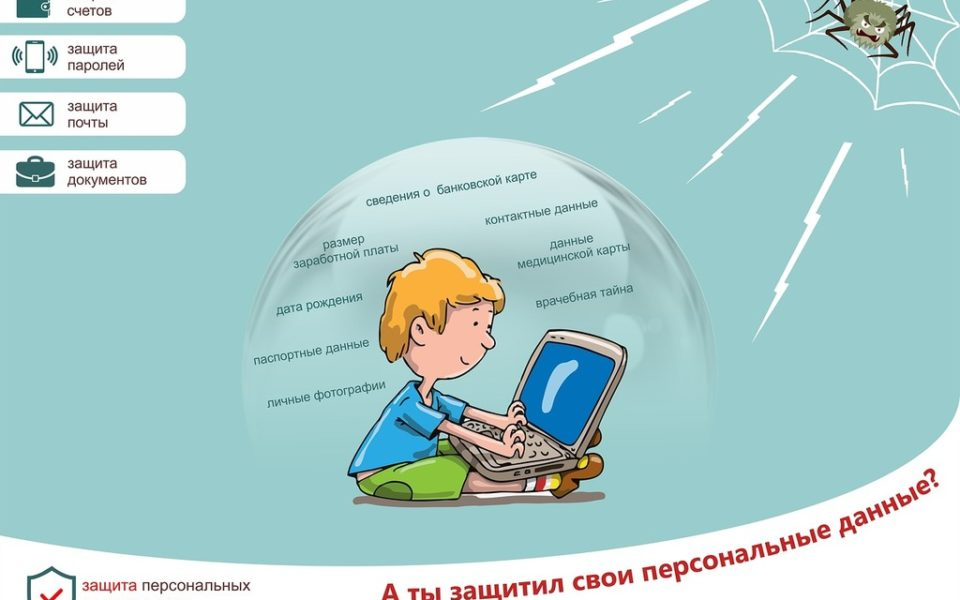 счетов
защита
паролей
защита
почты
защита
документов
сведения о банковской карте
контактные данные
размер
заработной платы
данные
медицинской карты
дата рождения
врачебная тайна
паспортные данные
личные фотографии
А ты защитил свои персональные данные?
защита персональных